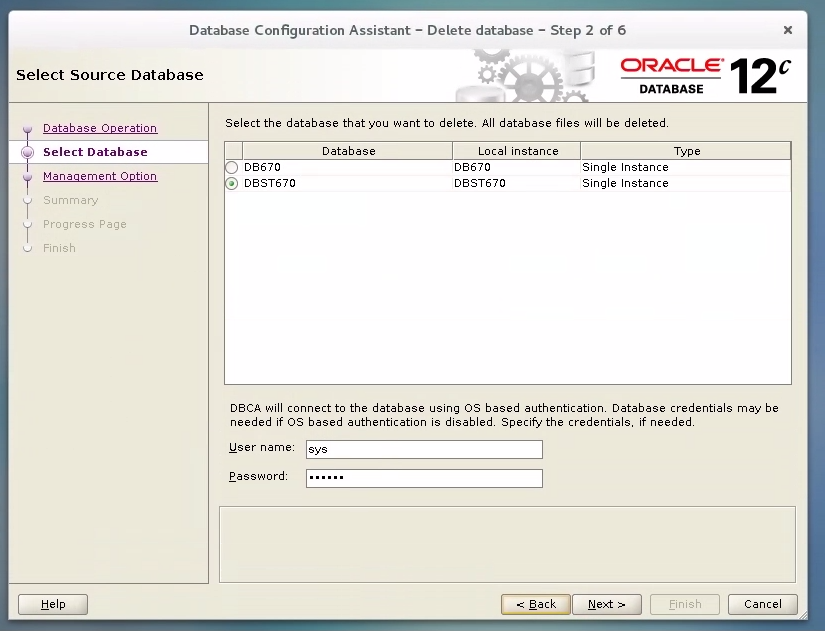 Database Configuration Assistant – Delete database – Step 2 of 6
Select Source Database
ORACLE®
DATABASE
12c
Database Operation
Select Database
Management Option
Summary
Progress Page
Finish
Select the database that you want to delete. All database files will be deleted.
Database Local instance Type
DB670 DB670 Single Instance
DBST670 DBST670 Single Instance
DBCA will connect to the database using OS based authentication. Database credentials may be
needed if OS based authentication is disabled. Specify the credentials, if needed.
User name: sys
Password: ••••••
Help < Back Next > Finish Cancel